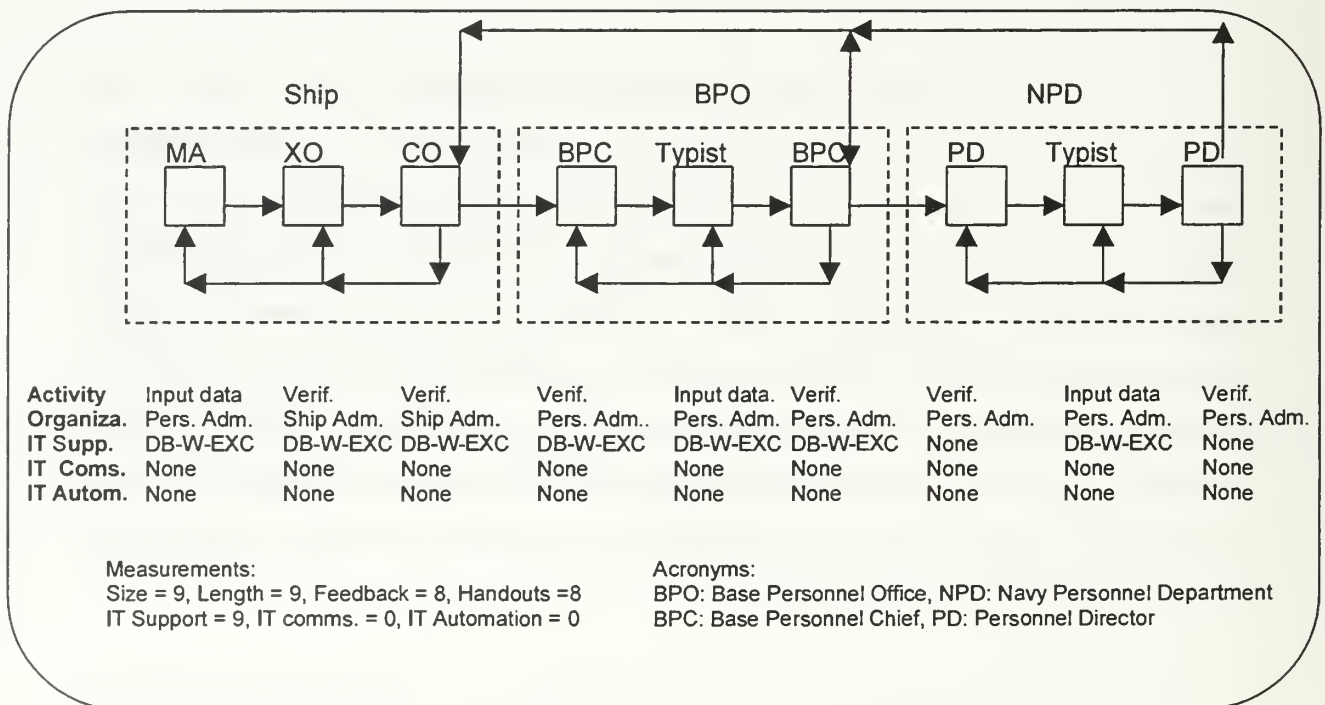 Ship BPO NPD
MA XO CO BPC Typist BPC PD Typist PD
Activity Input data Verif. Verif. Verif. Input data. Verif. Verif. Input data Verif.
Organiza. Pers. Adm. Ship Adm. Ship Adm. Pers. Adm.. Pers. Adm. Pers. Adm. Pers. Adm. Pers. Adm. Pers. Adm.
IT Supp. DB-W-EXC DB-W-EXC DB-W-EXC DB-W-EXC DB-W-EXC DB-W-EXC None DB-W-EXC None
IT Coms. None None None None None None None None None
IT Autom. None None None None None None None None None
Measurements:
Size = 9, Length = 9, Feedback = 8, Handouts =8
IT Support = 9, IT comms. = 0, IT Automation = 0
Acronyms:
BPO: Base Personnel Office, NPD: Navy Personnel Department
BPC: Base Personnel Chief, PD: Personnel Director